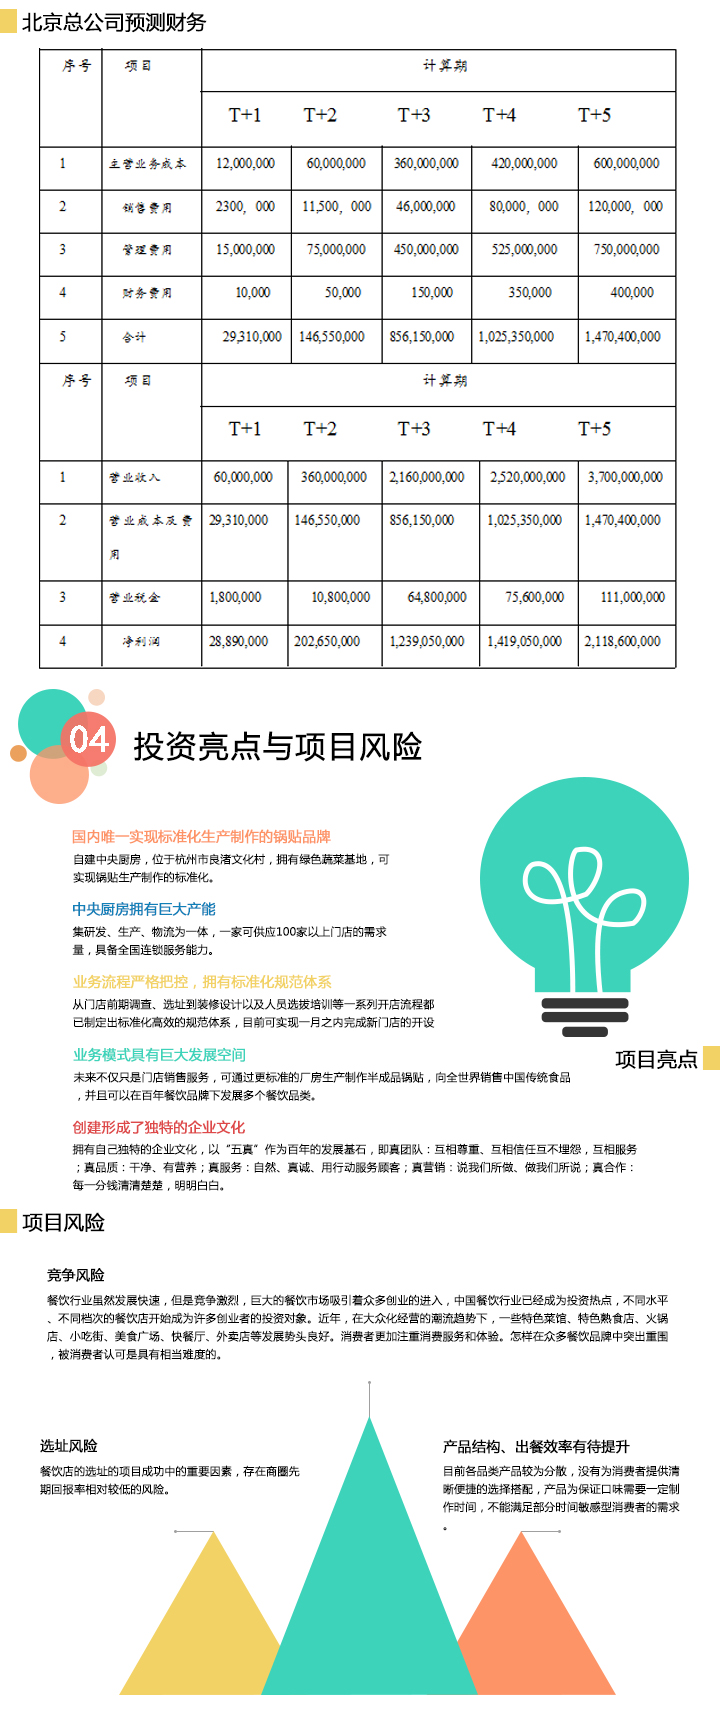 北京总公司预测财务
序号 项目 计算期
T+1 T+2 T+3 T+4 T+5
1 主营业务成本 12,000,000 60,000,000 360,000,000 420,000,000 600,000,000
2 销售费用 2300，000 11,500，000 46,000,000 80,000，000 120,000，000
3 管理费用 15,000,000 75,000,000 450,000,000 525,000,000 750,000,000
4 财务费用 10,000 50,000 150,000 350,000 400,000
5 合计 29,310,000 146,550,000 856,150,000 1,025,350,000 1,470,400,000
序号 项目 计算期
T+1 T+2 T+3 T+4 T+5
1 营业收入 60,000,000 360,000,000 2,160,000,000 2,520,000,000 3,700,000,000
2 营业成本及费 29,310,000 146,550,000 856,150,000 1,025,350,000 1,470,400,000
用
3 营业税金 1,800,000 10,800,000 64,800,000 75,600,000 111,000,000
4 净利润 28,890,000 202,650,000 1,239,050,000 1,419,050,000 2,118,600,000
04 投资亮点与项目风险
国内唯一实现标准化生产制作的锅贴品牌
自建中央厨房，位于杭州市良渚文化村，拥有绿色蔬菜基地，可
实现锅贴生产制作的标准化。
中央厨房拥有巨大产能
集研发、生产、物流为一体，一家可供应100家以上门店的需求
量，具备全国连锁服务能力。
业务流程严格把控，拥有标准化规范体系
从门店前期调查、选址到装修设计以及人员选拔培训等一系列开店流程都
已制定出标准化高效的规范体系，目前可实现一月之内完成新门店的开设
项目亮点
业务模式具有巨大发展空间
未来不仅只是门店销售服务，可通过更标准的厂房生产制作半成品锅贴，向全世界销售中国传统食品
，并且可以在百年餐饮品牌下发展多个餐饮品类。
创建形成了独特的企业文化
拥有自己独特的企业文化，以“五真”作为百年的发展基石，即真团队：互相尊重、互相信任互不埋怨，互相服务
；真品质：干净、有营养；真服务：自然、真诚、用行动服务顾客；真营销：说我们所做、做我们所说；真合作：
每一分钱清清楚楚，明明白白。
项目风险
竞争风险
餐饮行业虽然发展快速，但是竞争激烈，巨大的餐饮市场吸引着众多创业的进入，中国餐饮行业已经成为投资热点，不同水平
、不同档次的餐饮店开始成为许多创业者的投资对象。近年，在大众化经营的潮流趋势下，一些特色菜馆、特色熟食店、火锅
店、小吃街、美食广场、快餐厅、外卖店等发展势头良好。消费者更加注重消费服务和体验。怎样在众多餐饮品牌中突出重围
，被消费者认可是具有相当难度的。
选址风险
餐饮店的选址的项目成功中的重要因素，存在商圈先
期回报率相对较低的风险。
产品结构、出餐效率有待提升
目前各品类产品较为分散，没有为消费者提供清
晰便捷的选择搭配，产品为保证口味需要一定制
作时间，不能满足部分时间敏感型消费者的需求
。